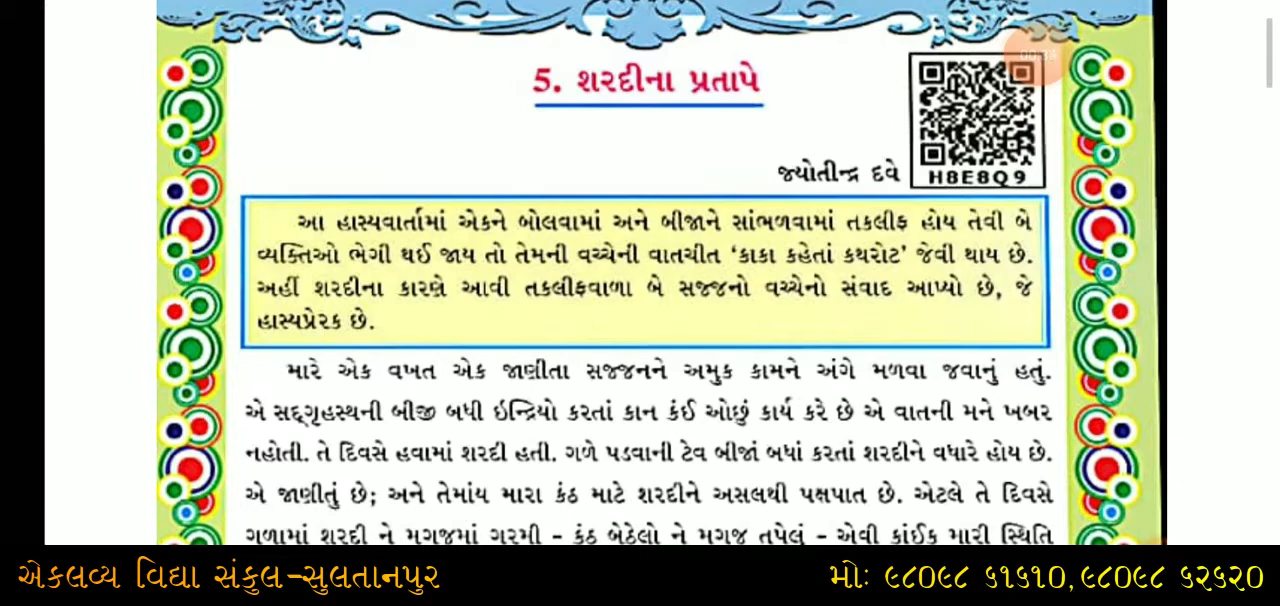 5. શરદીના પ્રતાપે
જ્યોતીન્દ્ર દવે
H8E8Q9
આ હાસ્યવાર્તામાં એકને બોલવામાં અને બીજાને સાંભળવામાં તકલીફ હોય તેવી બે
વ્યક્તિઓ ભેગી થઈ જાય તો તેમની વચ્ચેની વાતચીત ‘કાકા કહેતાં કથરોટ’ જેવી થાય છે.
અહીં શરદીના કારણે આવી તકલીફવાળા બે સજ્જનો વચ્ચેનો સંવાદ આપ્યો છે, જે
હાસ્યપ્રેરક છે.
મારે એક વખત એક જાણીતા સજ્જનને અમુક કામને અંગે મળવા જવાનું હતું.
એ સદ્ગૃહસ્થની બીજી બધી ઇન્દ્રિયો કરતાં કાન કંઈ ઓછું કાર્ય કરે છે એ વાતની મને ખબર
નહોતી. તે દિવસે હવામાં શરદી હતી. ગળે પડવાની ટેવ બીજાં બધાં કરતાં શરદીને વધારે હોય છે.
એ જાણીતું છે; અને તેમાંય મારા કંઠ માટે શરદીને અસલથી પક્ષપાત છે. એટલે તે દિવસે
ગળામાં શરદી ને મગજમાં ગરમી – કંઠ બેઠેલો ને મગજ તપેલું – એવી કાંઈક મારી સ્થિતિ
એકલવ્ય વિદ્યા સંકુલ-સુલતાનપુર
મોઃ ૯૮૦૯૮ ૬૧૬૧૦,૯૮૦૯૮ ૬૨૬૨૦